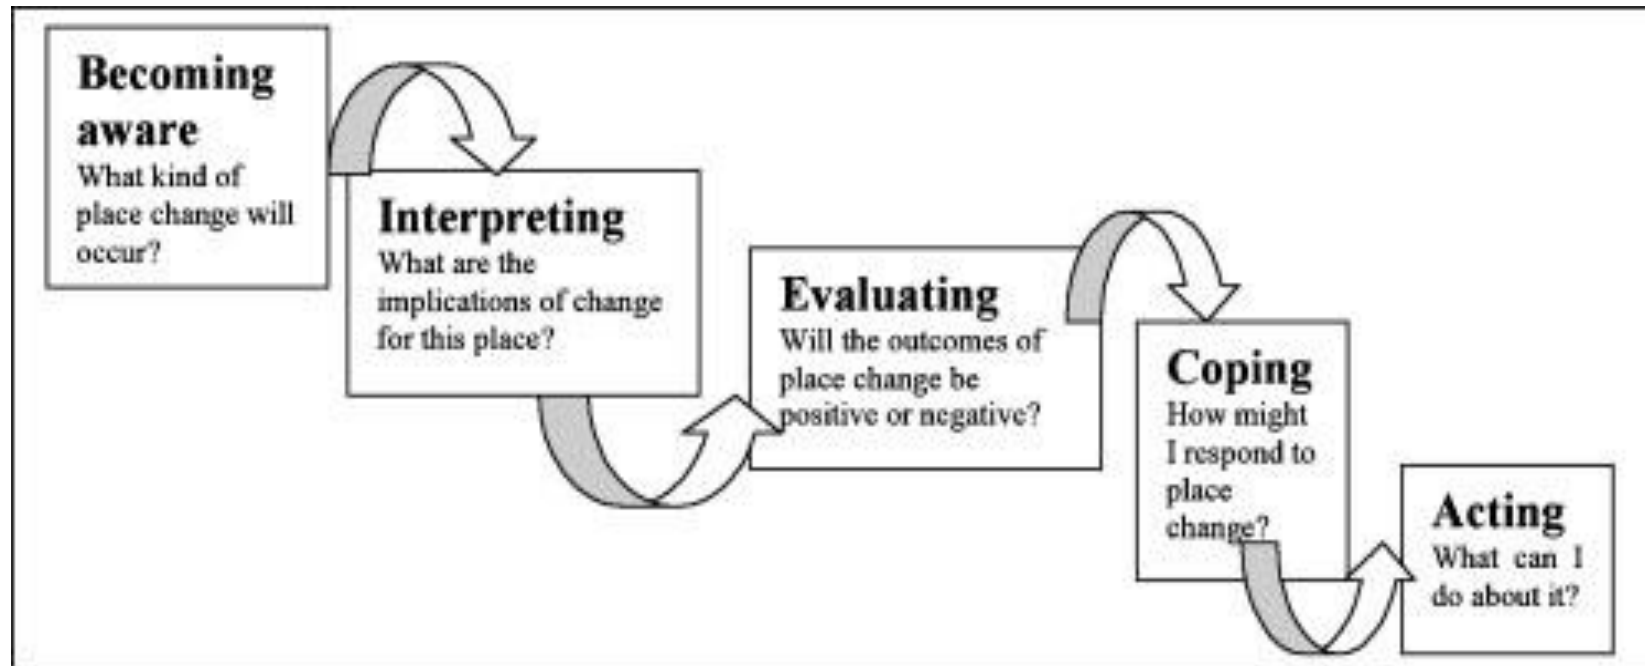 Becoming
aware
What kind of
place change will
occur?
Interpreting
What are the
implications of change
for this place?
Evaluating
Will the outcomes of
place change be
positive or negative?
Coping
How might
I respond to
place
change?
Acting
What can I
do about it?